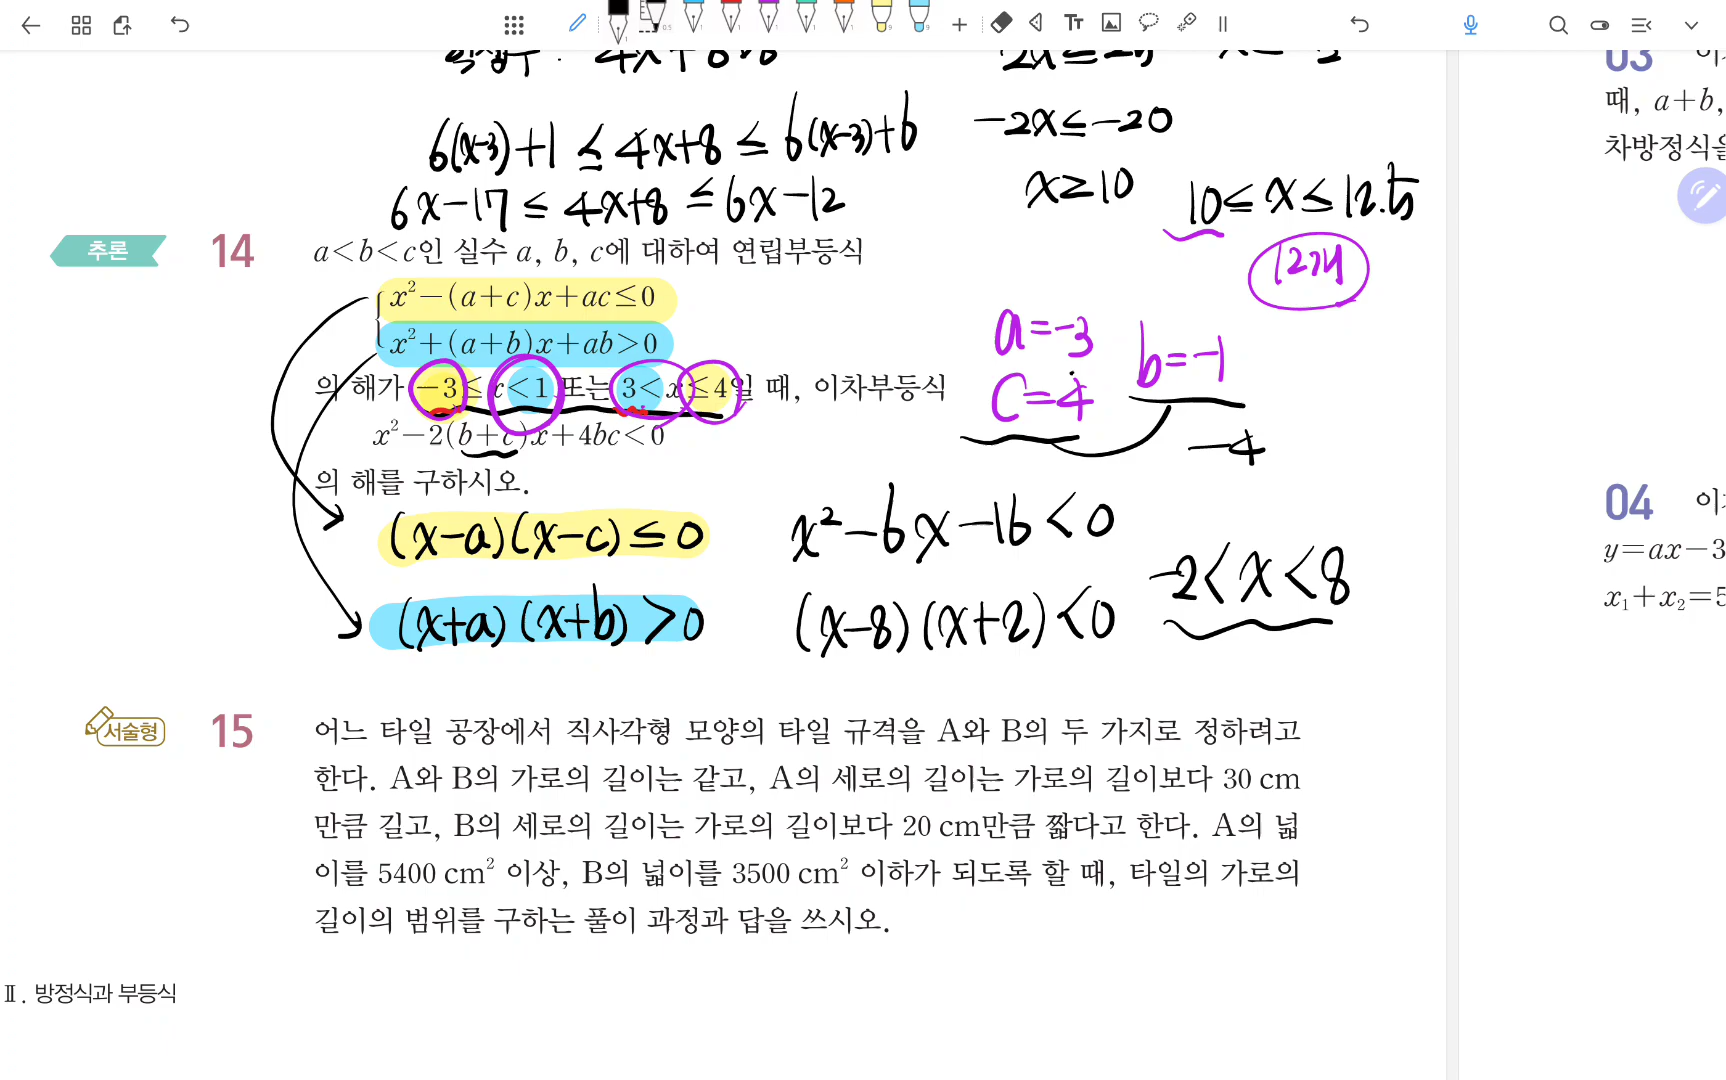 6(x-3)+1 ≤ 4x+8 ≤ 6(x-3)+6
6x-17 ≤ 4x+8 ≤ 6x-12
-2x≤-20
x≥10
10≤x≤12.5
12개
추론 14 a<b<c인 실수 a, b, c에 대하여 연립부등식
x²-(a+c)x+ac≤0
x²+(a+b)x+ab>0
의 해가 -3≤x<1 또는 3<x≤4일 때, 이차부등식
x²-2(b+c)x+4bc<0
의 해를 구하시오.
a=-3
c=4
b=-1
-4
(x-a)(x-c)≤0
(x+a)(x+b)>0
x²-6x-16<0
(x-8)(x+2)<0
-2<x<8
서술형 15 어느 타일 공장에서 직사각형 모양의 타일 규격을 A와 B의 두 가지로 정하려고
한다. A와 B의 가로의 길이는 같고, A의 세로의 길이는 가로의 길이보다 30 cm
만큼 길고, B의 세로의 길이는 가로의 길이보다 20 cm만큼 짧다고 한다. A의 넓
이를 5400 cm² 이상, B의 넓이를 3500 cm² 이하가 되도록 할 때, 타일의 가로의
길이의 범위를 구하는 풀이 과정과 답을 쓰시오.
Ⅱ. 방정식과 부등식
03
때, a+b,
차방정식을
04
y=ax-3
x₁+x₂=5